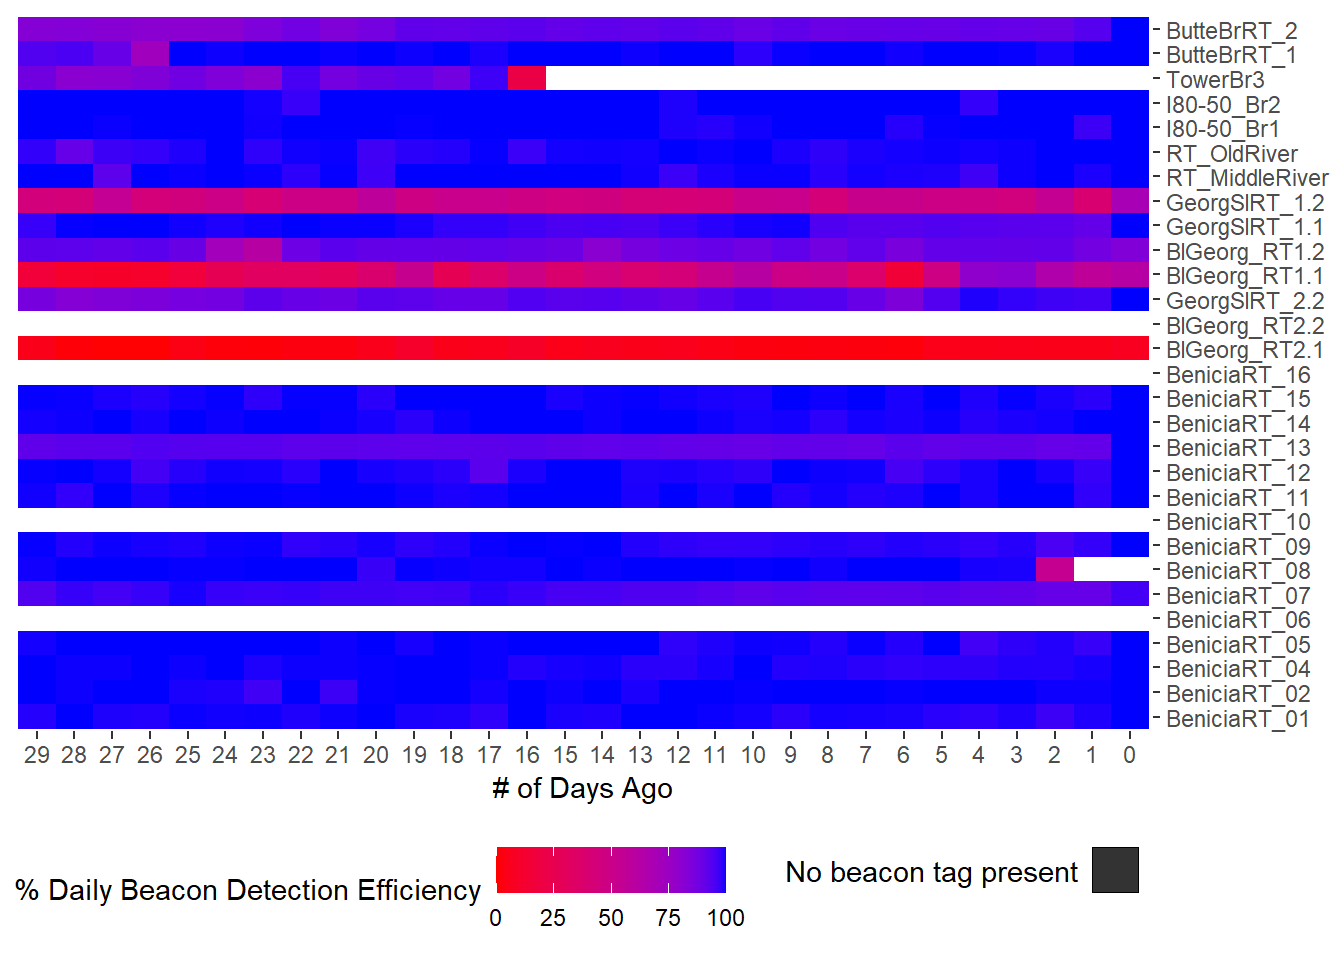 ButteBrRT_2
ButteBrRT_1
TowerBr3
I80-50_Br2
I80-50_Br1
RT_OldRiver
RT_MiddleRiver
GeorgSlRT_1.2
GeorgSlRT_1.1
BlGeorg_RT1.2
BlGeorg_RT1.1
GeorgSlRT_2.2
BlGeorg_RT2.2
BlGeorg_RT2.1
BeniciaRT_16
BeniciaRT_15
BeniciaRT_14
BeniciaRT_13
BeniciaRT_12
BeniciaRT_11
BeniciaRT_10
BeniciaRT_09
BeniciaRT_08
BeniciaRT_07
BeniciaRT_06
BeniciaRT_05
BeniciaRT_04
BeniciaRT_02
BeniciaRT_01
29 28 27 26 25 24 23 22 21 20 19 18 17 16 15 14 13 12 11 10 9 8 7 6 5 4 3 2 1 0
# of Days Ago
% Daily Beacon Detection Efficiency
0 25 50 75 100
No beacon tag present